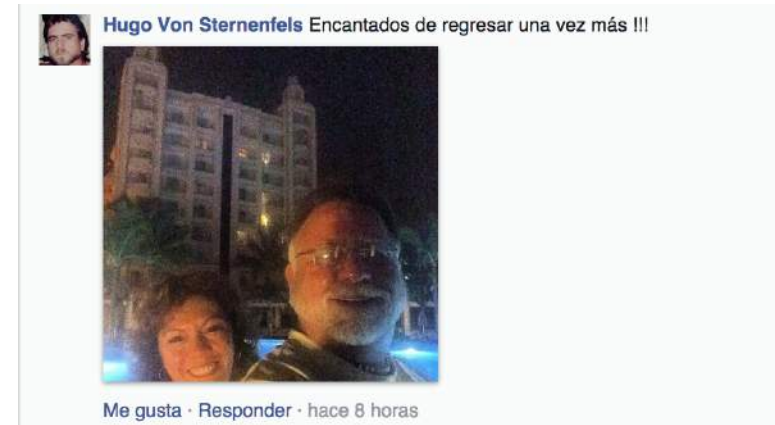 Hugo Von Sternenfels Encantados de regresar una vez más !!!
Me gusta · Responder · hace 8 horas